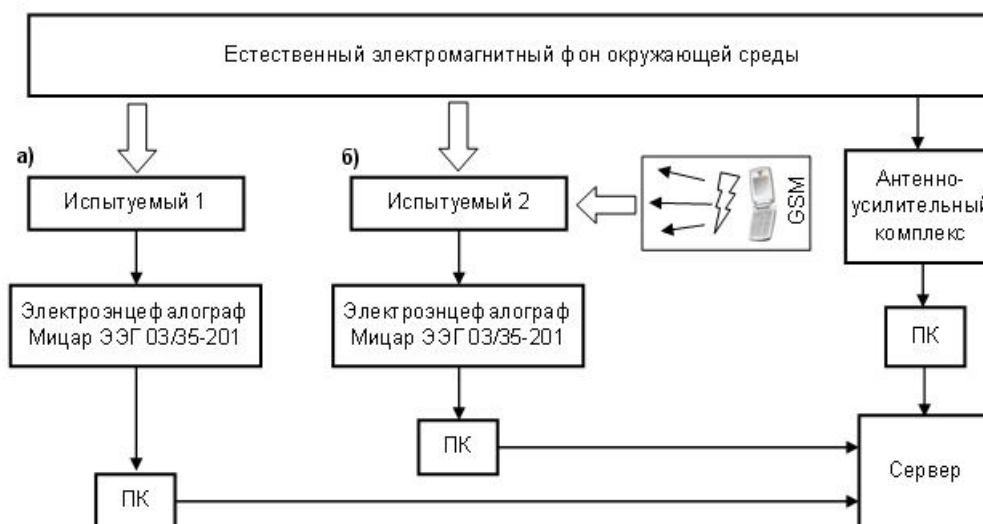 Естественный электромагнитный фон окружающей среды
а)
б)
Испытуемый 1
Испытуемый 2
GSM
Антенно-
усилительный
комплекс
Электроэнцефалограф
Мицар ЭЭГ 03/35-201
Электроэнцефалограф
Мицар ЭЭГ 03/35-201
ПК
ПК
Сервер
ПК